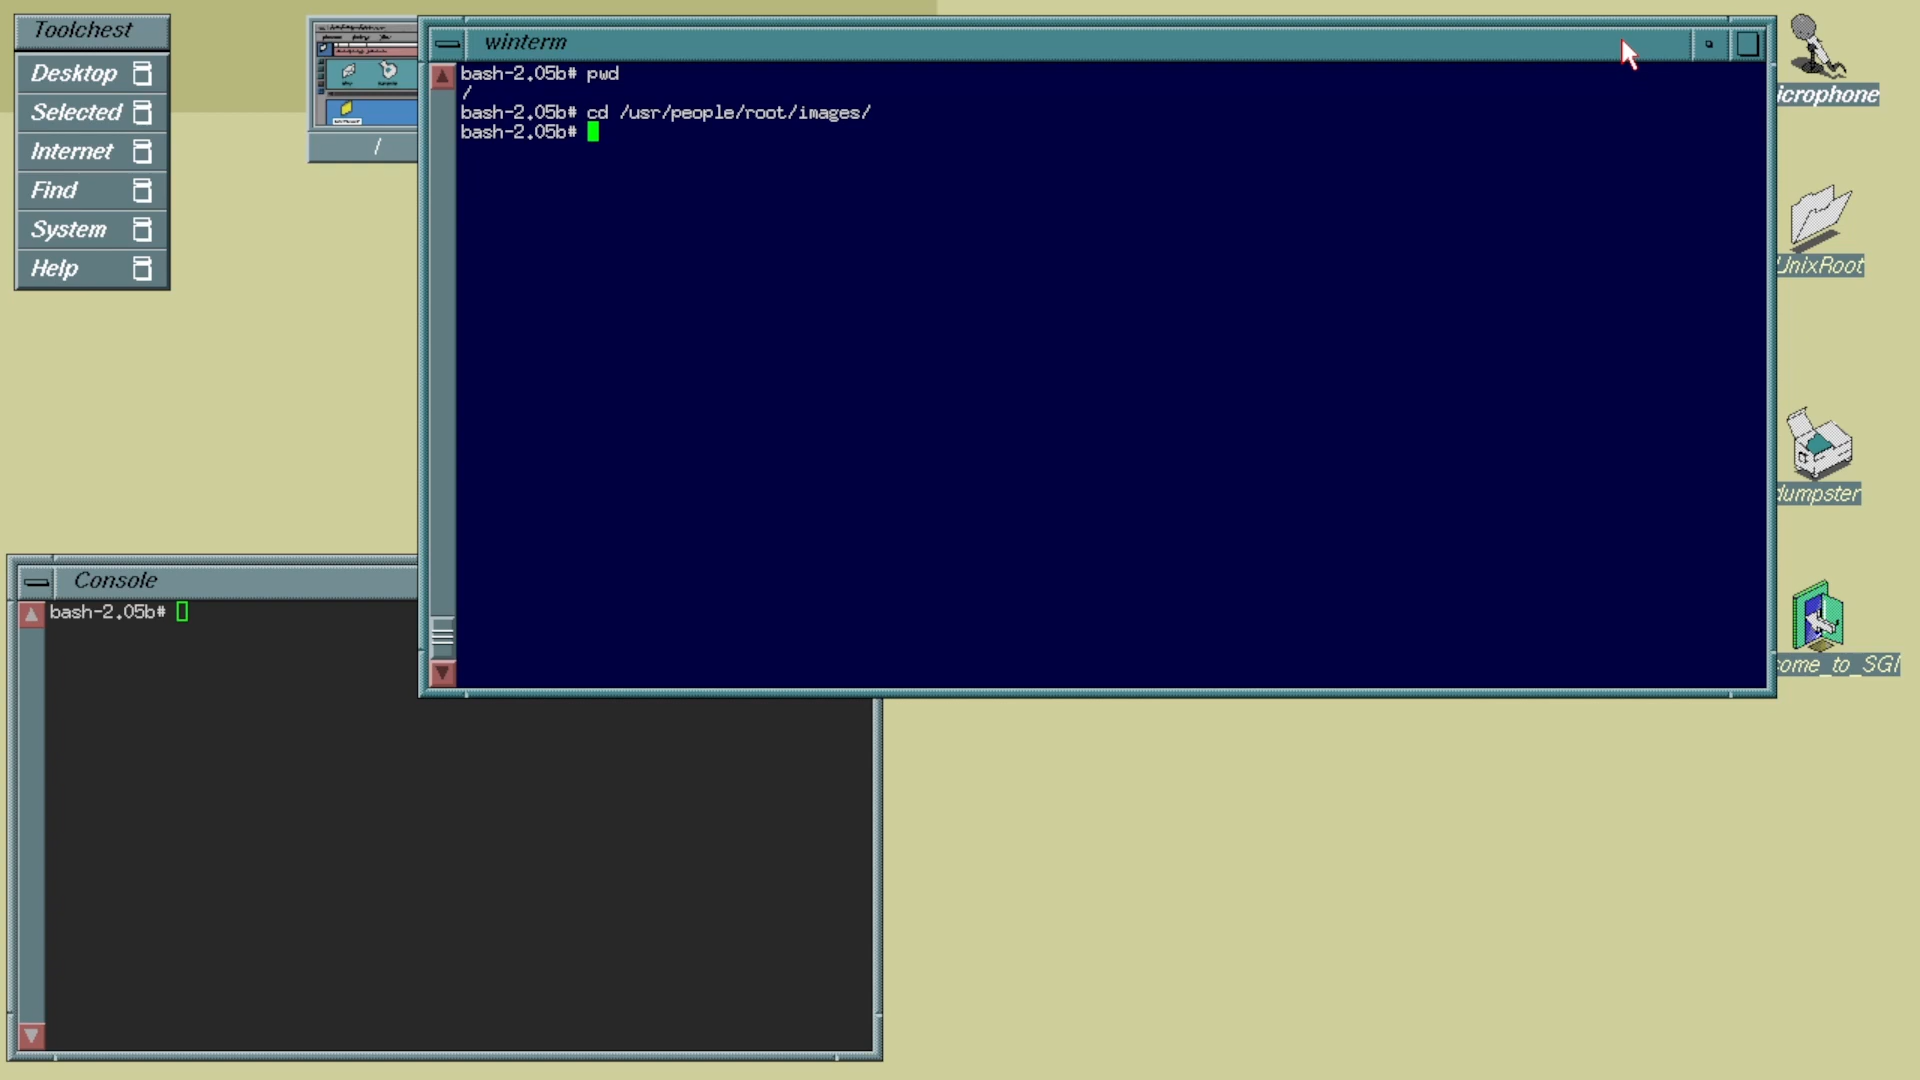 Toolchest
Desktop
Selected
Internet
Find
System
Help
/
winterm
bash-2.05b# pwd
/
bash-2.05b# cd /usr/people/root/images/
bash-2.05b#
Console
bash-2.05b#
icrophone
UnixRoot
dumpster
come_to_SGI